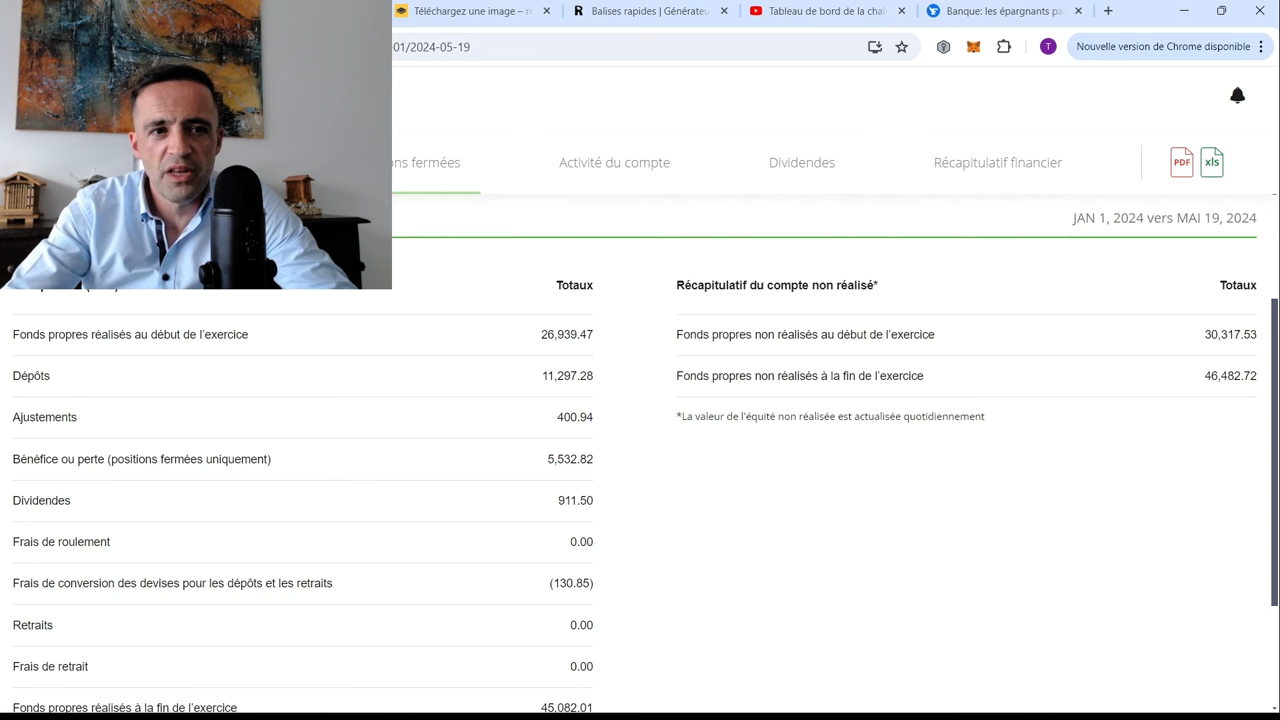 Téléchargez une image – r
Balises rapides | Générateu
Tableau de bord de la chaî
Banque: les épargnants pa
01/2024-05-19
T
Nouvelle version de Chrome disponible
ns fermées
Activité du compte
Dividendes
Récapitulatif financier
PDF
xls
JAN 1, 2024 vers MAI 19, 2024
Totaux
Récapitulatif du compte non réalisé*
Totaux
Fonds propres réalisés au début de l'exercice
26,939.47
Fonds propres non réalisés au début de l'exercice
30,317.53
Dépôts
11,297.28
Fonds propres non réalisés à la fin de l'exercice
46,482.72
Ajustements
400.94
*La valeur de l'équité non réalisée est actualisée quotidiennement
Bénéfice ou perte (positions fermées uniquement)
5,532.82
Dividendes
911.50
Frais de roulement
0.00
Frais de conversion des devises pour les dépôts et les retraits
(130.85)
Retraits
0.00
Frais de retrait
0.00
Fonds propres réalisés à la fin de l'exercice
45,082.01